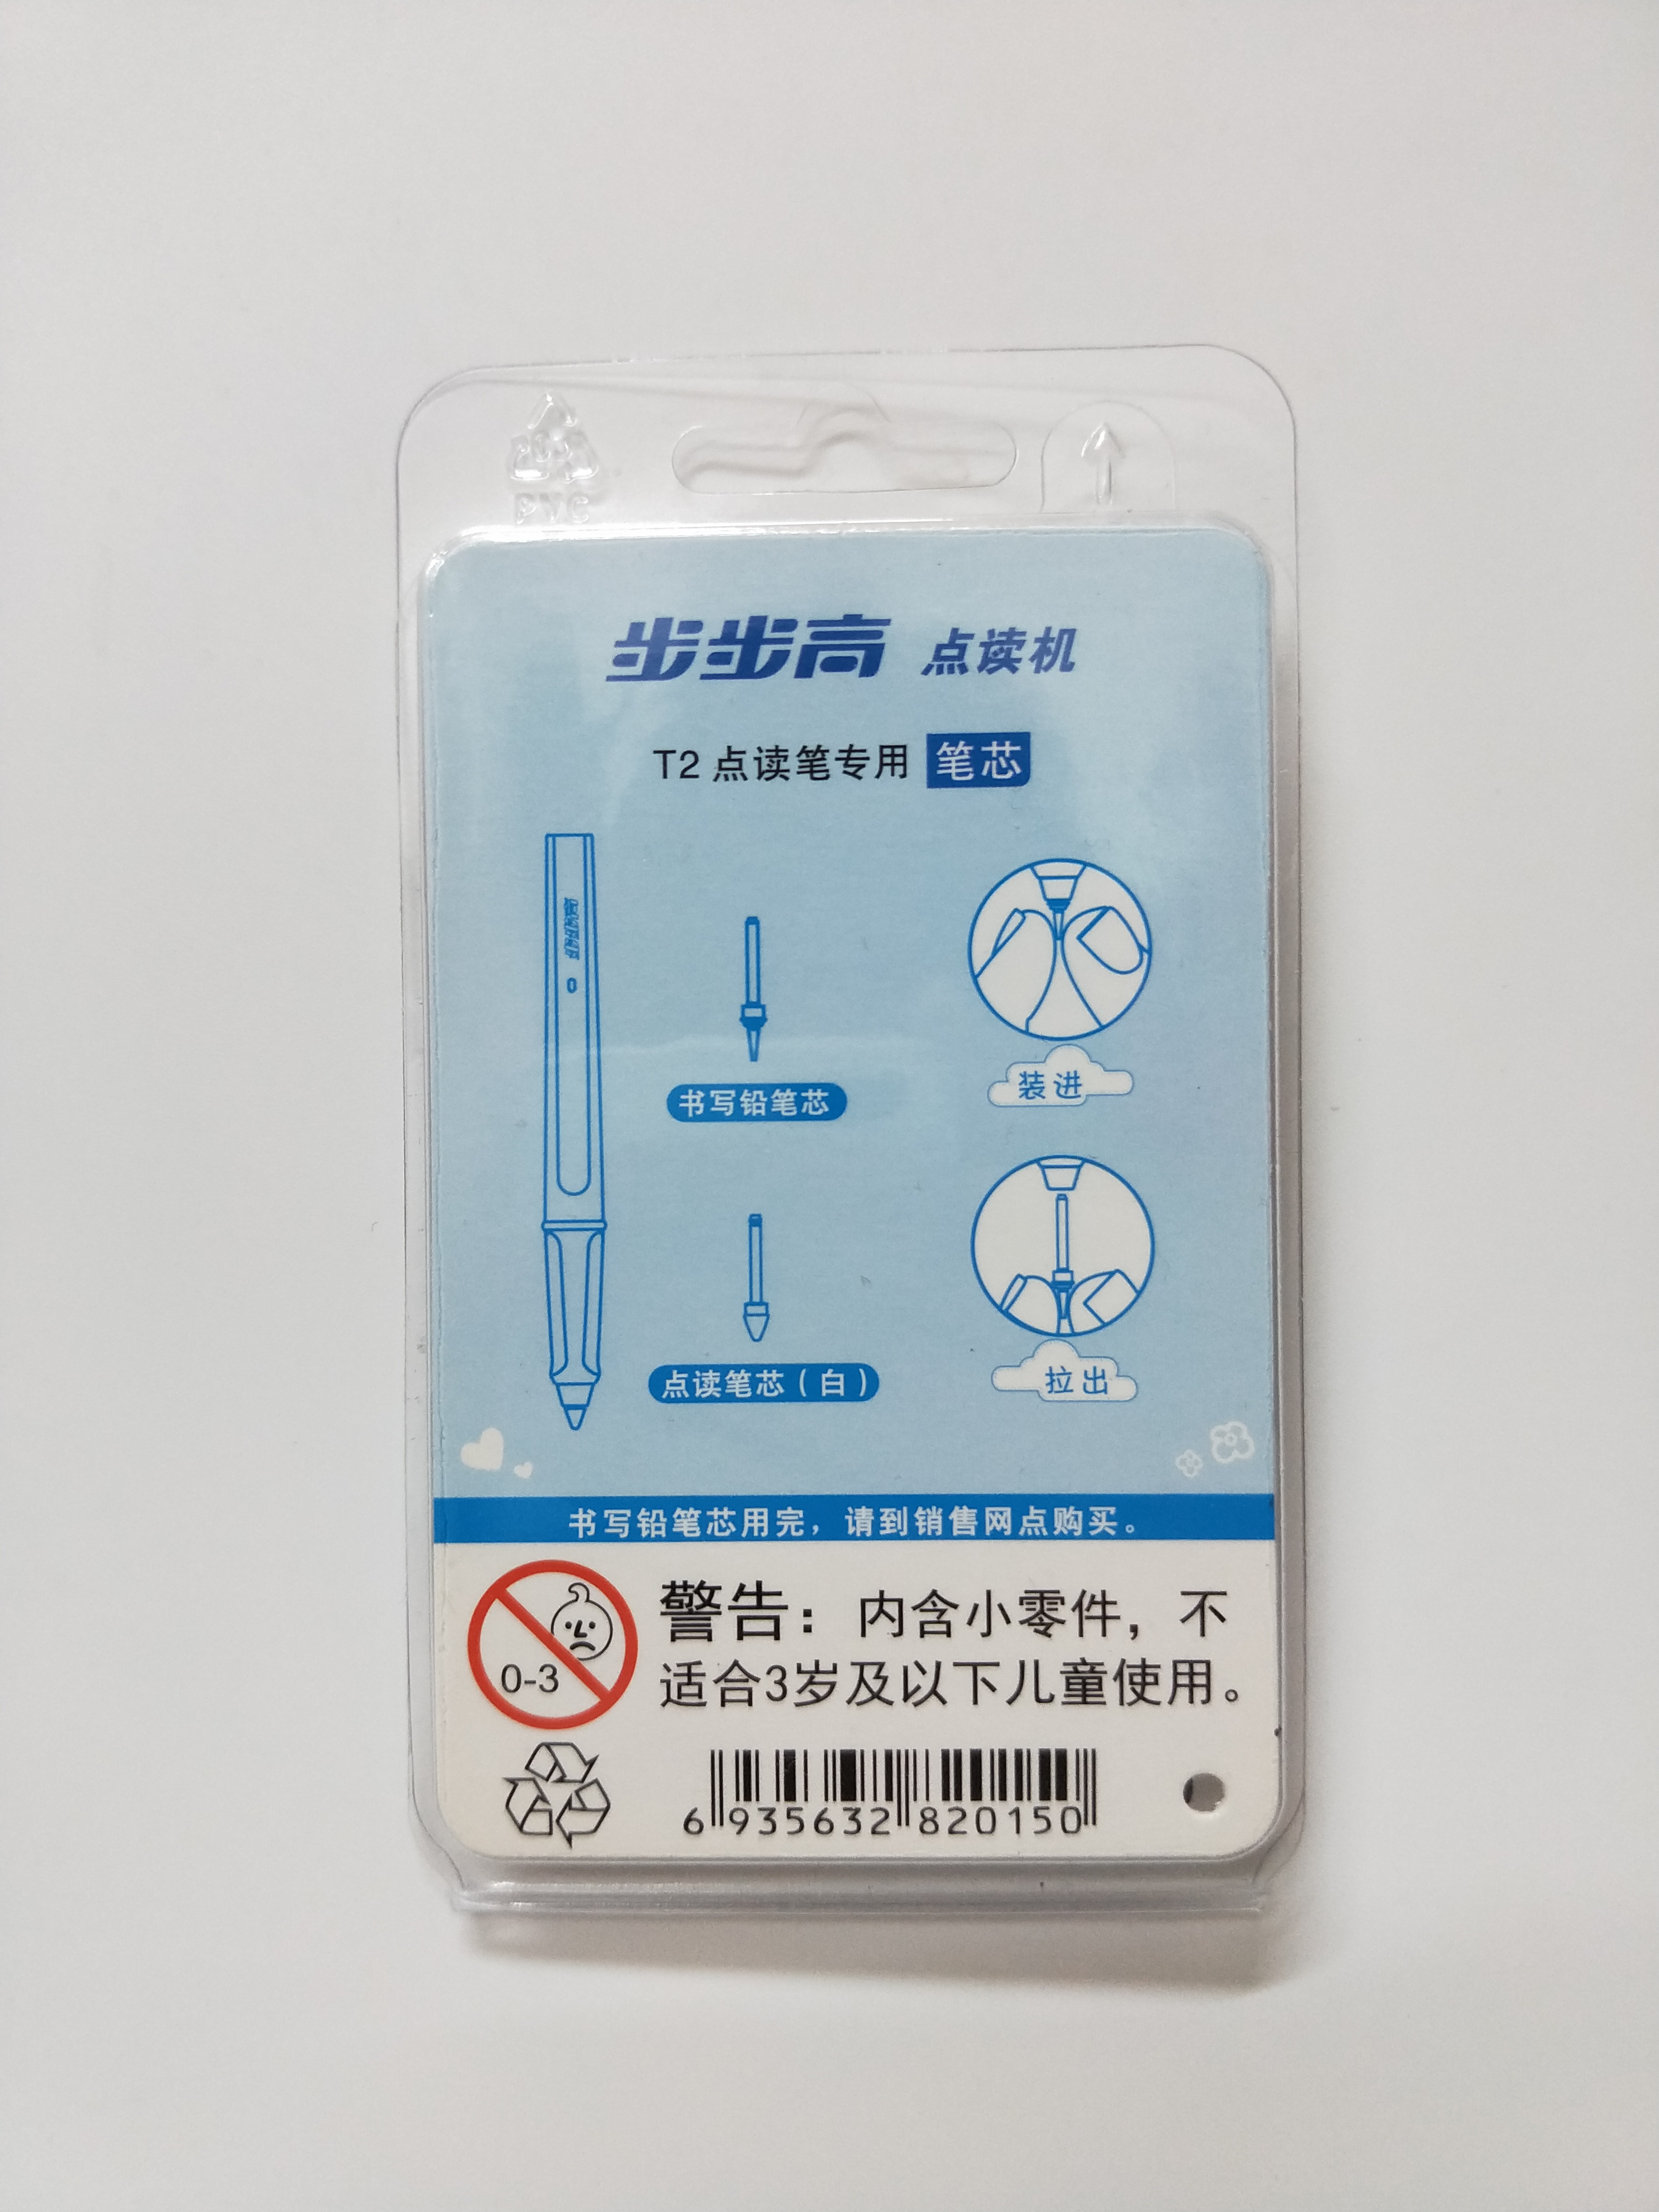 PVC
步步高 点读机
T2 点读笔专用 笔芯
步步高
书写铅笔芯
装进
点读笔芯（白）
拉出
书写铅笔芯用完，请到销售网点购买。
0-3
警告：内含小零件，不
适合3岁及以下儿童使用。
6 935632 820150